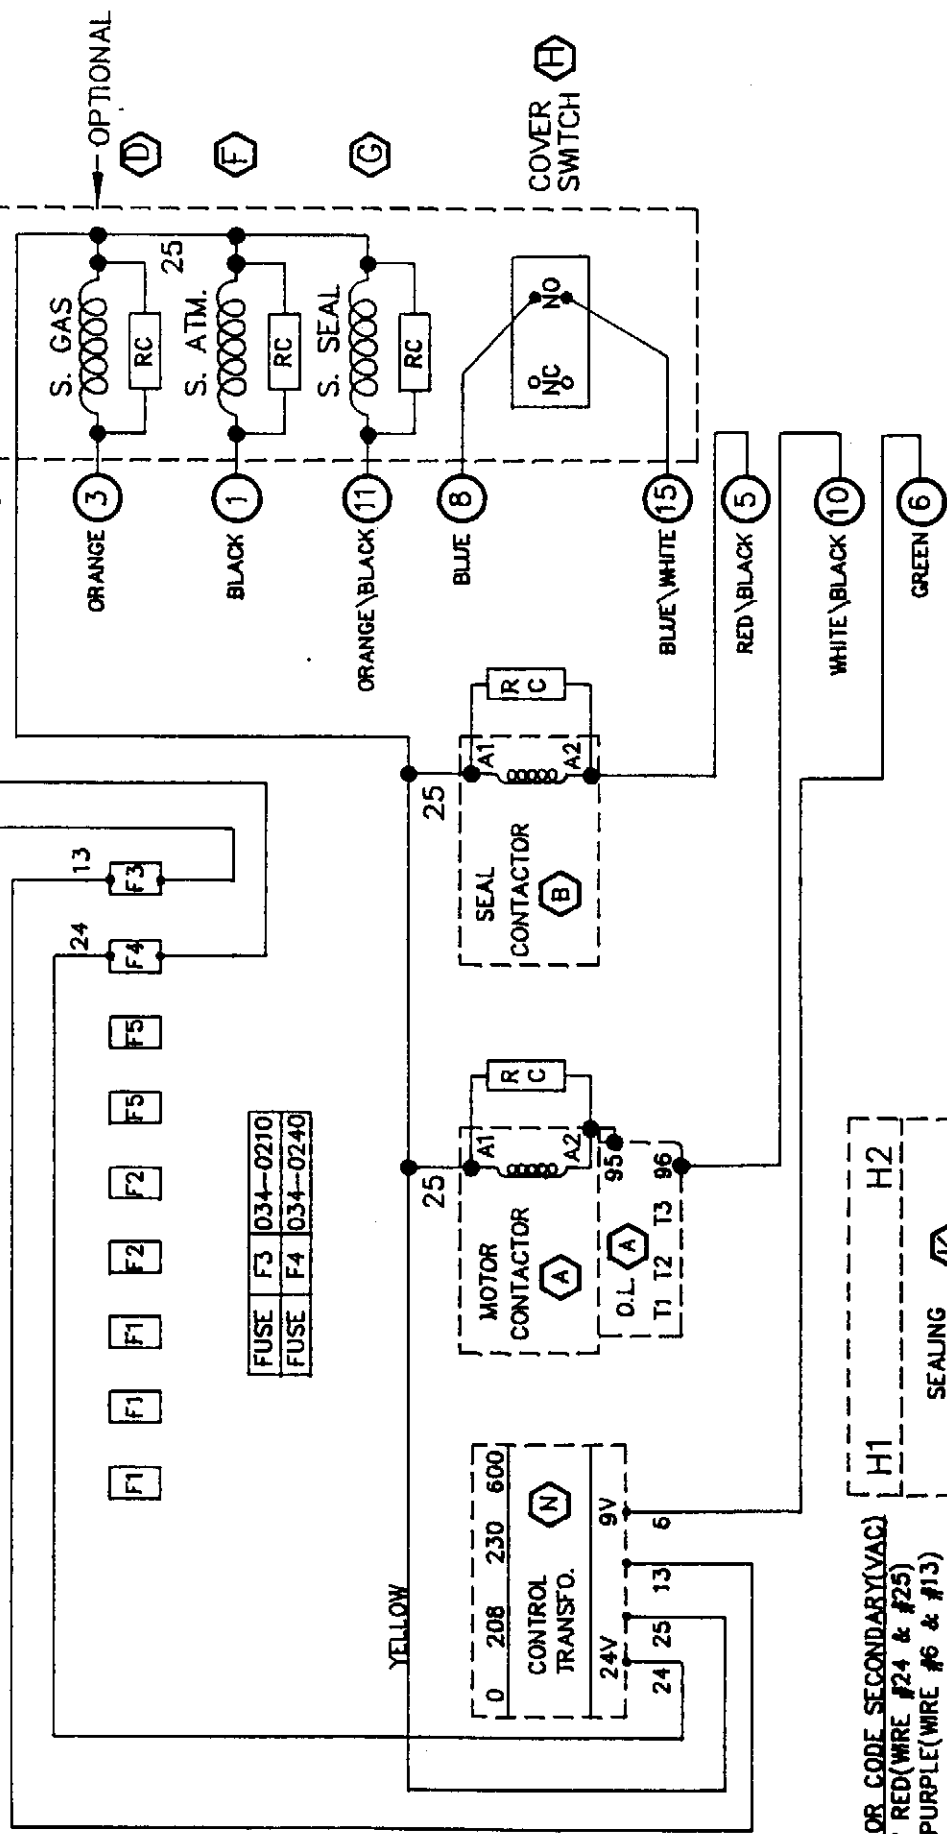 OPTIONAL
S. GAS
RC
25
D
S. ATM.
RC
F
S. SEAL
RC
G
NC NO
COVER
SWITCH H
ORANGE 3
BLACK 1
ORANGE\BLACK 11
BLUE 8
BLUE\WHITE 15
RED\BLACK 5
WHITE\BLACK 10
GREEN 6
F1 F1 F1 F2 F2 F5 F5 F4 F3
24 13
FUSE F3 034-0210
FUSE F4 034-0240
YELLOW
25
25
0 208 230 600
CONTROL
TRANSFO.
N
24V 9V
24 25 13 6
MOTOR
CONTACTOR
A
A1
A2
R C
95
O.L. A
T1 T2 T3 96
SEAL
CONTACTOR
B
A1
A2
R C
H1 H2
SEALING
OR CODE SECONDARY(VAC)
RED(WIRE #24 & #25)
PURPLE(WIRE #6 & #13)